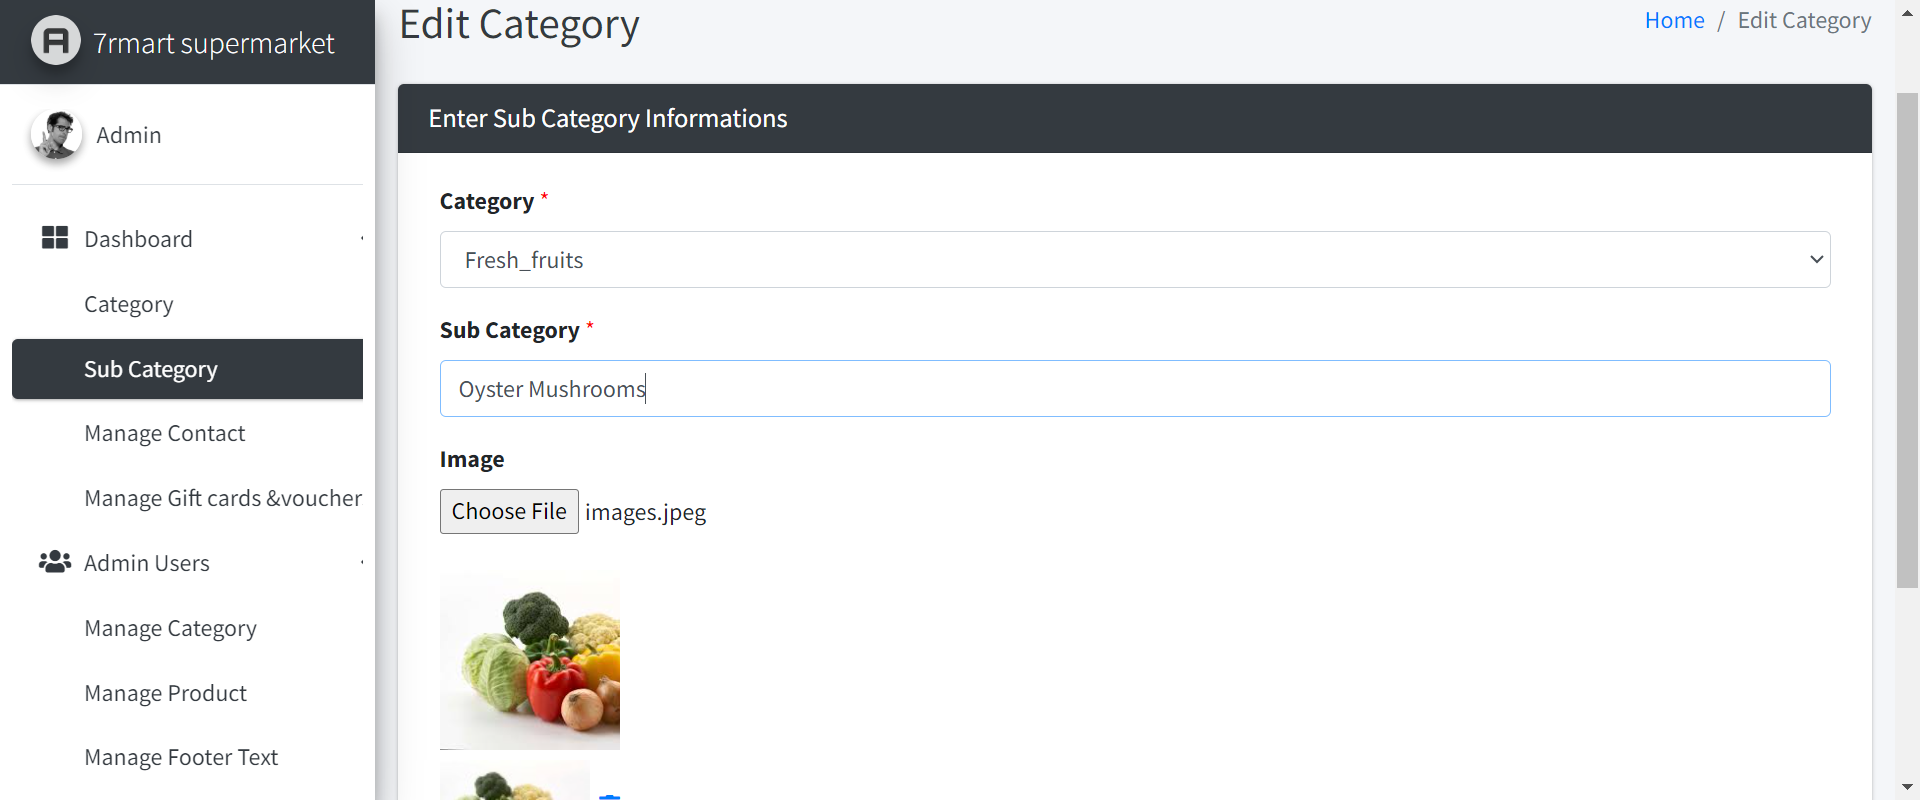 7rmart supermarket
Admin
Dashboard
Category
Sub Category
Manage Contact
Manage Gift cards &voucher
Admin Users
Manage Category
Manage Product
Manage Footer Text
Edit Category
Home / Edit Category
Enter Sub Category Informations
Category *
Fresh_fruits
Sub Category *
Oyster Mushrooms
Image
Choose File images.jpeg